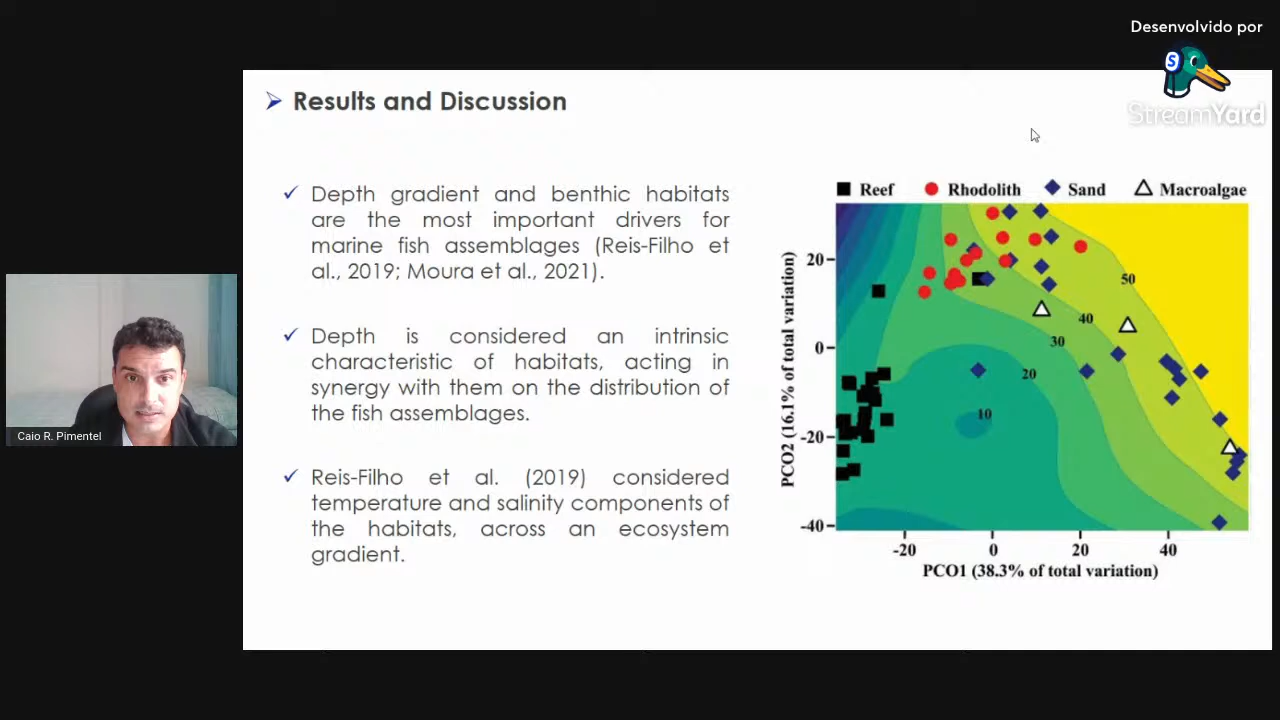 Desenvolvido por
S
StreamYard
Results and Discussion
Depth gradient and benthic habitats
are the most important drivers for
marine fish assemblages (Reis-Filho et
al., 2019; Moura et al., 2021).
Depth is considered an intrinsic
characteristic of habitats, acting in
synergy with them on the distribution of
the fish assemblages.
Reis-Filho et al. (2019) considered
temperature and salinity components of
the habitats, across an ecosystem
gradient.
Reef Rhodolith Sand Macroalgae
PCO2 (16.1% of total variation)
20
0
-20
-40
50
40
30
20
10
-20 0 20 40
PCO1 (38.3% of total variation)
Caio R. Pimentel